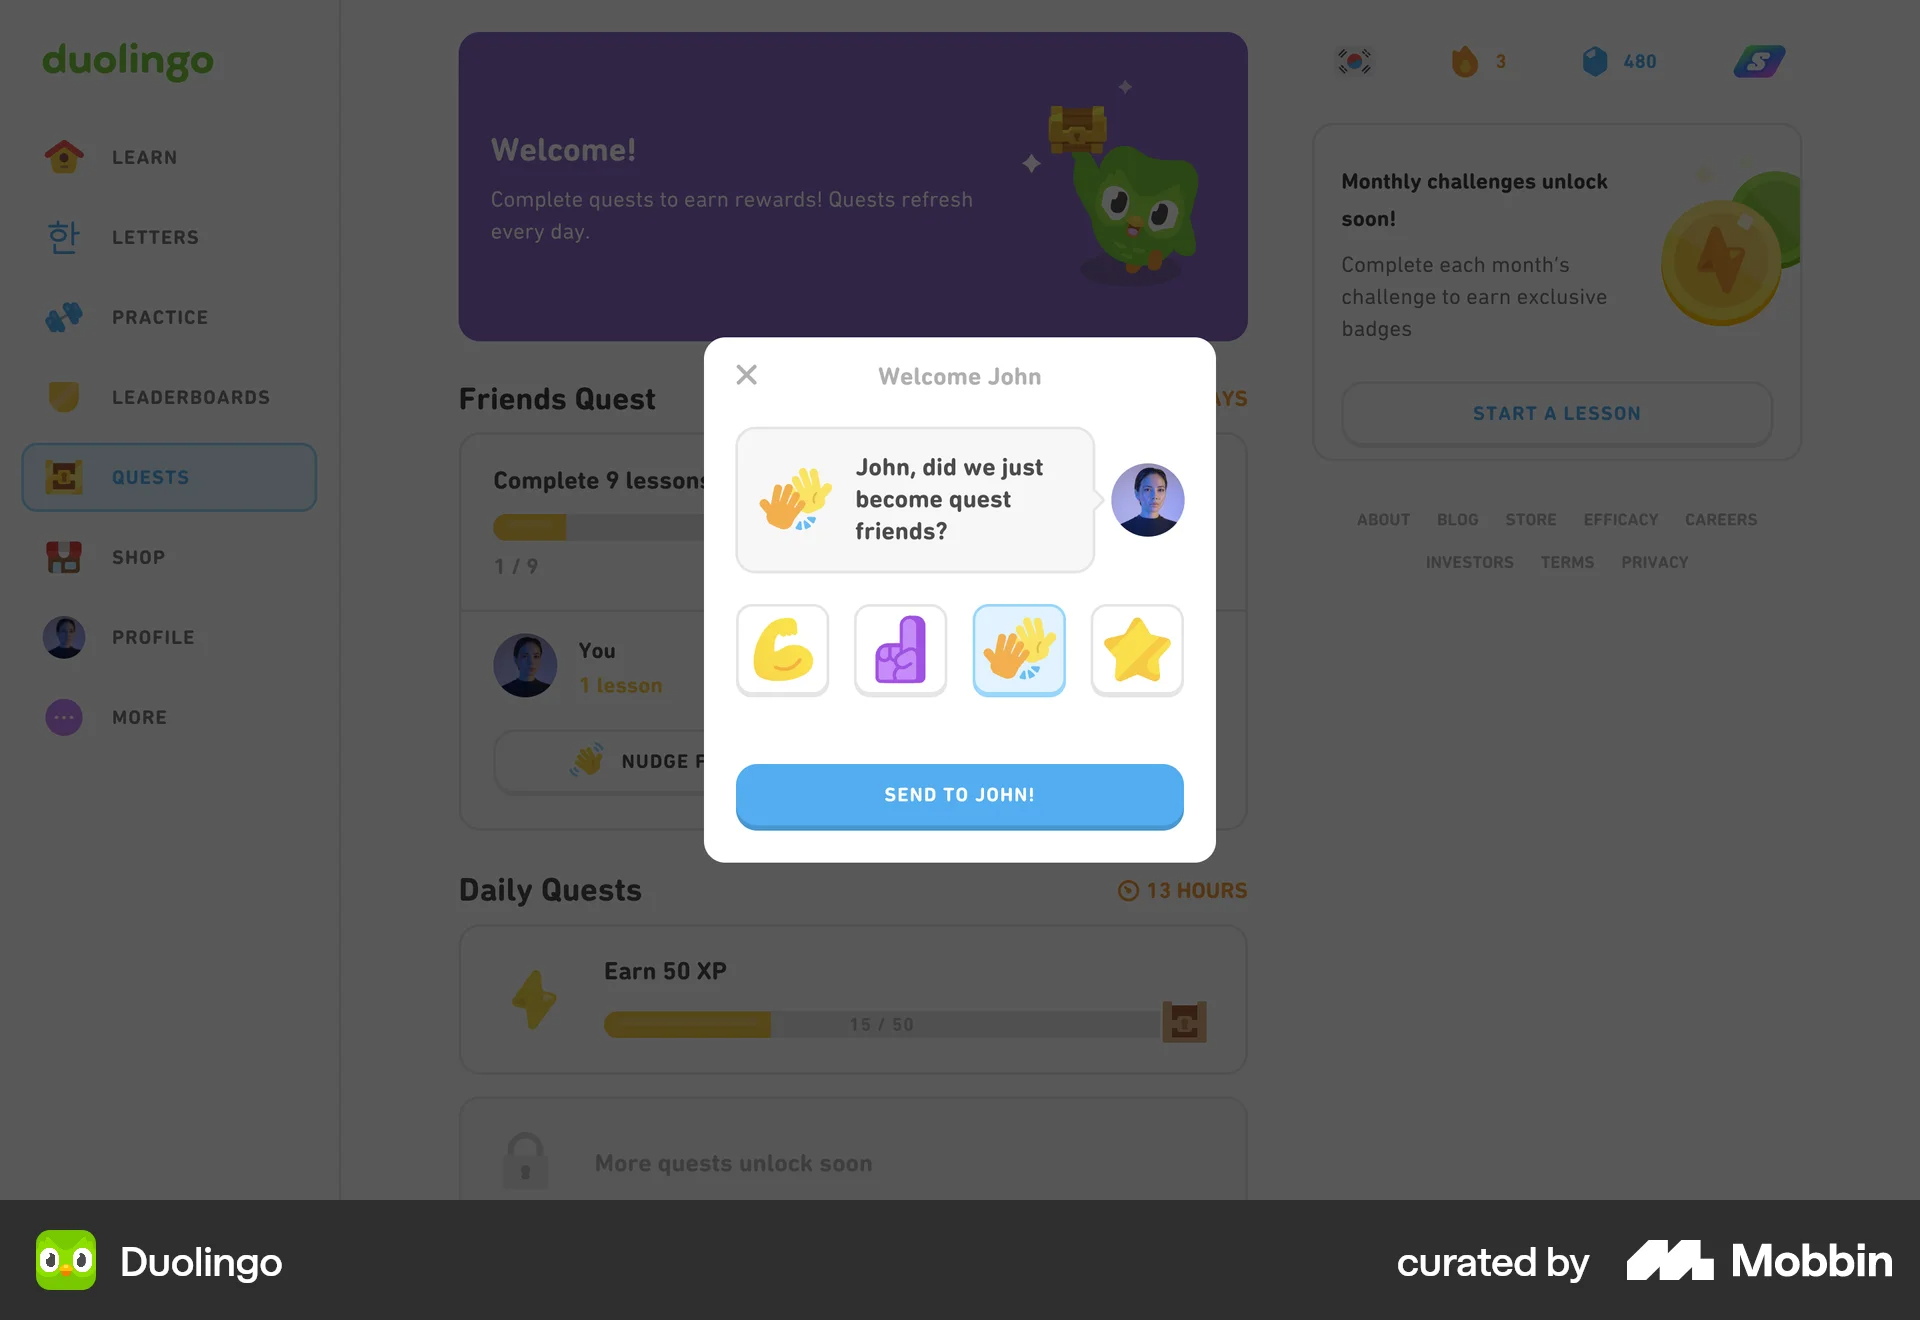 duolingo
LEARN
한
LETTERS
PRACTICE
LEADERBOARDS
QUESTS
SHOP
PROFILE
MORE
Welcome!
Complete quests to earn rewards! Quests refresh
every day.
3
480
S
Monthly challenges unlock
soon!
Complete each month's
challenge to earn exclusive
badges
START A LESSON
ABOUT BLOG STORE EFFICACY CAREERS
INVESTORS TERMS PRIVACY
Friends Quest
Complete 9 lessons
1 / 9
You
1 lesson
NUDGE
Welcome John
John, did we just
become quest
friends?
SEND TO JOHN!
Daily Quests
13 HOURS
Earn 50 XP
15 / 50
More quests unlock soon
Duolingo
curated by Mobbin